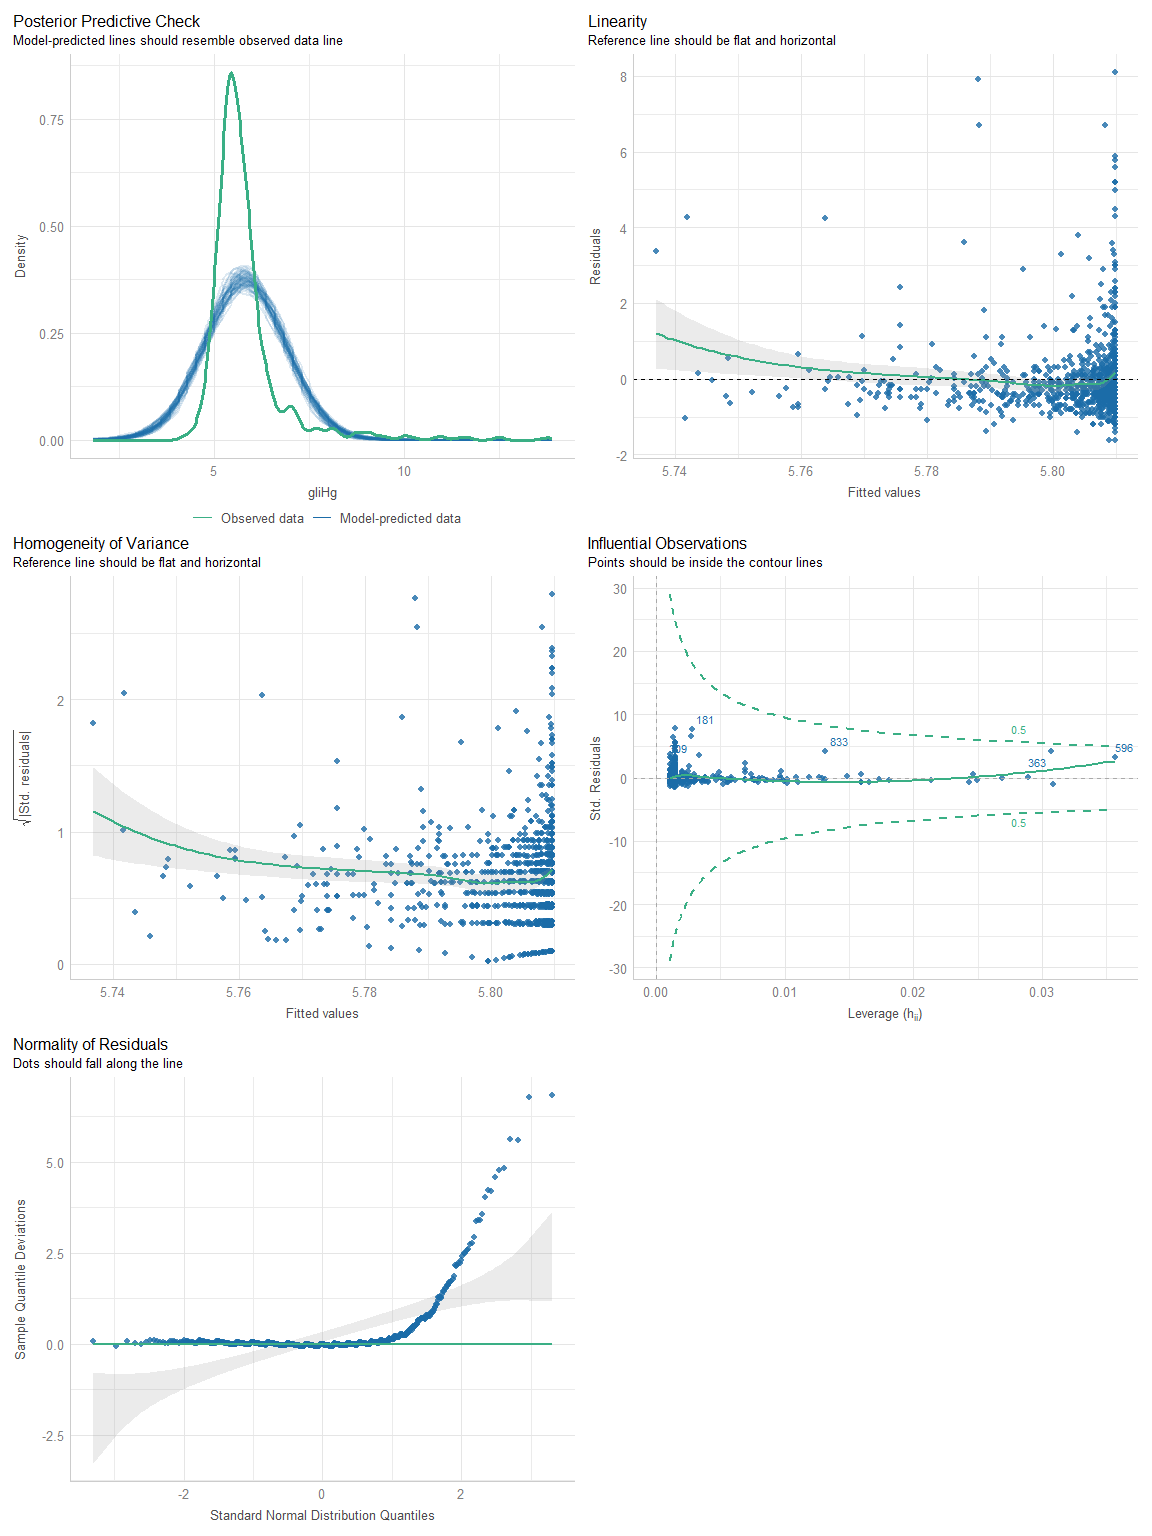 Posterior Predictive Check
Model-predicted lines should resemble observed data line
0.75
0.50
0.25
0.00
Density
5
10
gliHg
Observed data
Model-predicted data
Linearity
Reference line should be flat and horizontal
8
6
4
2
0
-2
Residuals
5.74
5.76
5.78
5.80
Fitted values
Homogeneity of Variance
Reference line should be flat and horizontal
2
1
0
√|Std. residuals|
5.74
5.76
5.78
5.80
Fitted values
Influential Observations
Points should be inside the contour lines
30
20
10
0
-10
-20
-30
Std. Residuals
181
833
0.5
363
596
0.5
0.00
0.01
0.02
0.03
Leverage (hii)
Normality of Residuals
Dots should fall along the line
5.0
2.5
0.0
-2.5
Sample Quantile Deviations
-2
0
2
Standard Normal Distribution Quantiles